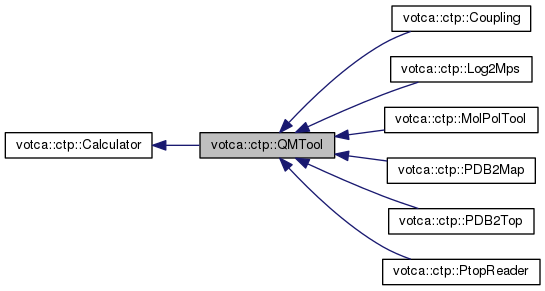 votca::ctp::Coupling
votca::ctp::Log2Mps
votca::ctp::MolPolTool
votca::ctp::Calculator
votca::ctp::QMTool
votca::ctp::PDB2Map
votca::ctp::PDB2Top
votca::ctp::PtopReader